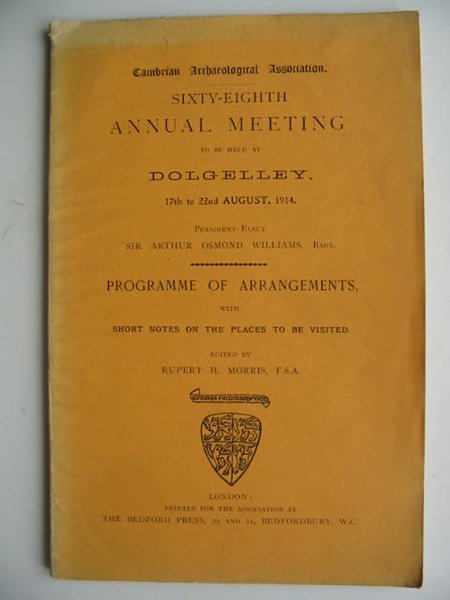 Cambrian Archaeological Association.
SIXTY-EIGHTH
ANNUAL MEETING
TO BE HELD AT
DOLGELLEY,
17th to 22nd AUGUST, 1914.
PRESIDENT-ELECT
SIR ARTHUR OSMOND WILLIAMS, BART.
PROGRAMME OF ARRANGEMENTS,
WITH
SHORT NOTES ON THE PLACES TO BE VISITED.
EDITED BY
RUPERT H. MORRIS, F.S.A.
LONDON:
PRINTED FOR THE ASSOCIATION AT
THE BEDFORD PRESS, 20 AND 21, BEDFORDBURY, W.C.